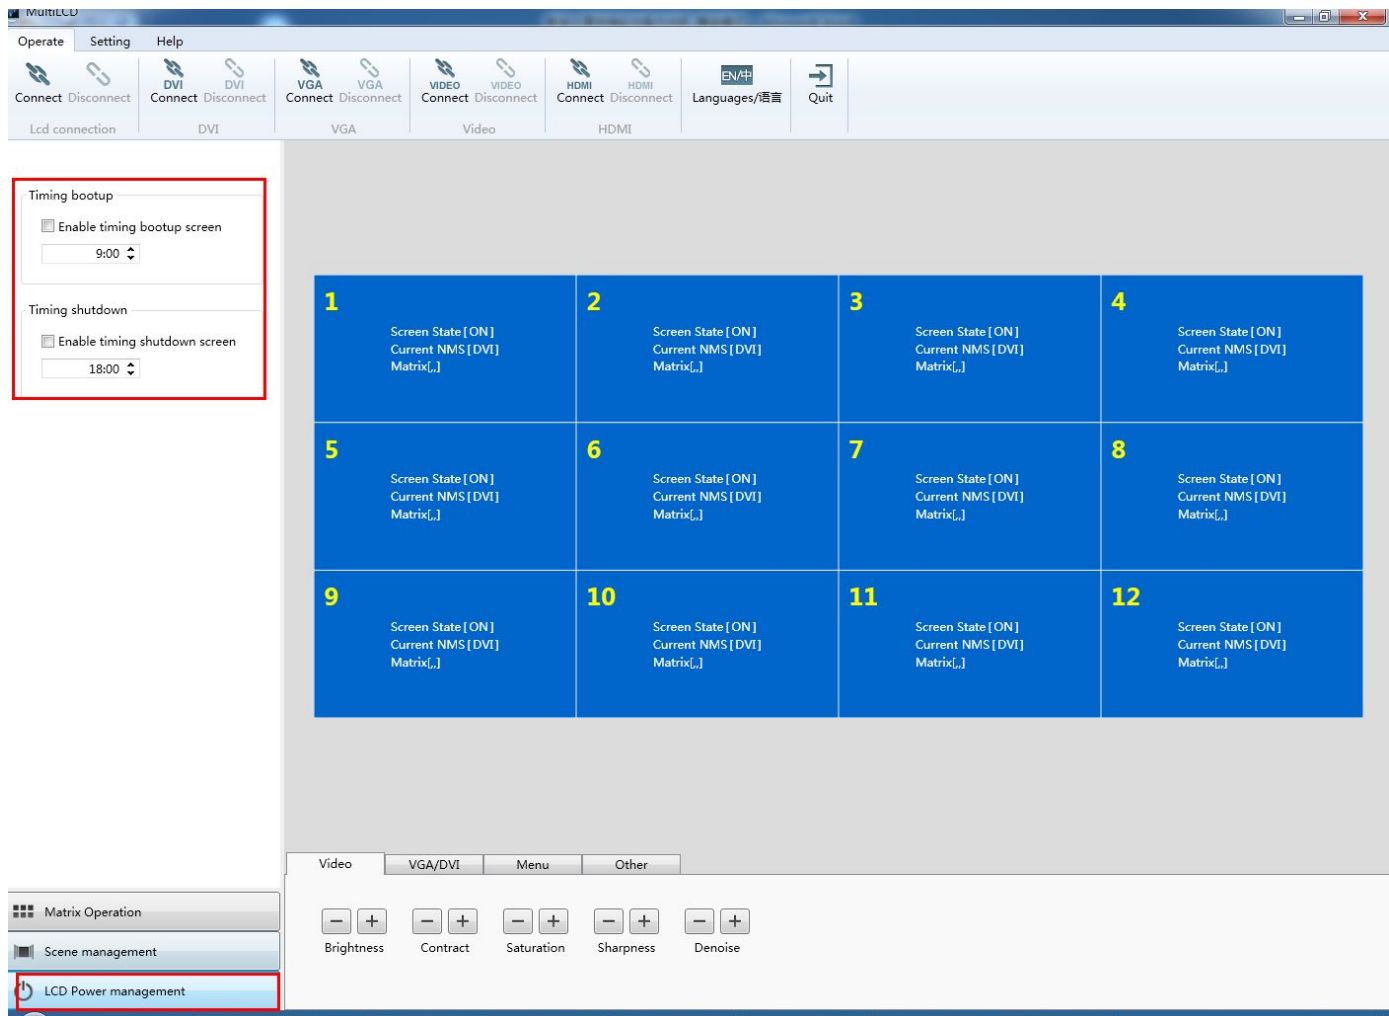 MultiLCD
Operate Setting Help
Connect Disconnect DVI Connect DVI Disconnect VGA Connect VGA Disconnect VIDEO Connect VIDEO Disconnect HDMI Connect HDMI Disconnect EN/中 Languages/语言 Quit
Lcd connection DVI VGA Video HDMI
Timing bootup
Enable timing bootup screen
9:00
Timing shutdown
Enable timing shutdown screen
18:00
1 2 3 4
Screen State[ON] Screen State[ON] Screen State[ON] Screen State[ON]
Current NMS[DVI] Current NMS[DVI] Current NMS[DVI] Current NMS[DVI]
Matrix[,,] Matrix[,,] Matrix[,,] Matrix[,,]
5 6 7 8
Screen State[ON] Screen State[ON] Screen State[ON] Screen State[ON]
Current NMS[DVI] Current NMS[DVI] Current NMS[DVI] Current NMS[DVI]
Matrix[,,] Matrix[,,] Matrix[,,] Matrix[,,]
9 10 11 12
Screen State[ON] Screen State[ON] Screen State[ON] Screen State[ON]
Current NMS[DVI] Current NMS[DVI] Current NMS[DVI] Current NMS[DVI]
Matrix[,,] Matrix[,,] Matrix[,,] Matrix[,,]
Video VGA/DVI Menu Other
Matrix Operation
Scene management
LCD Power management
- + - + - + - + - +
Brightness Contract Saturation Sharpness Denoise